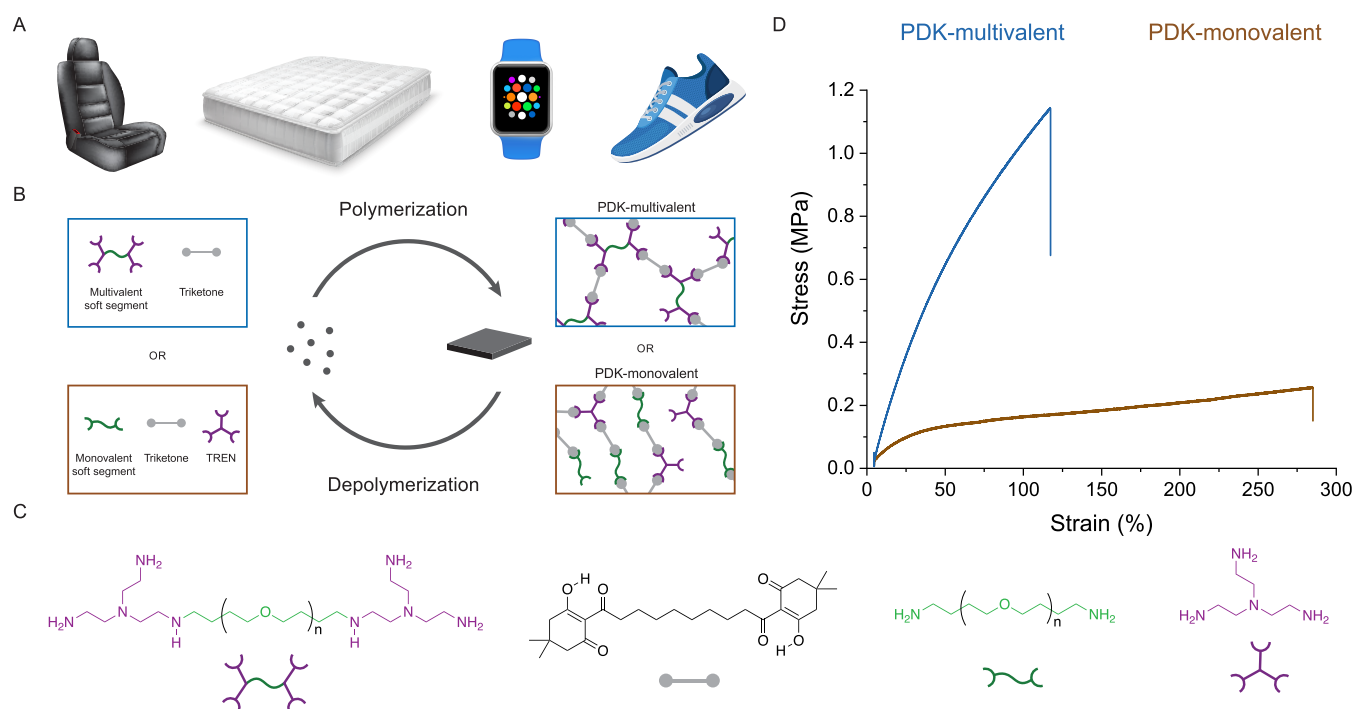 A
B
Polymerization
Multivalent
soft segment
Triketone
OR
Monovalent
soft segment
Triketone
TREN
Depolymerization
PDK-multivalent
OR
PDK-monovalent
C
NH2
H2N
N
N
H
O
n
N
H
N
NH2
NH2
O
H
O
O
O
O
H
O
H2N
O
n
NH2
NH2
N
H2N
NH2
D
PDK-multivalent
PDK-monovalent
Stress (MPa)
1.2
1.0
0.8
0.6
0.4
0.2
0.0
0
50
100
150
200
250
300
Strain (%)